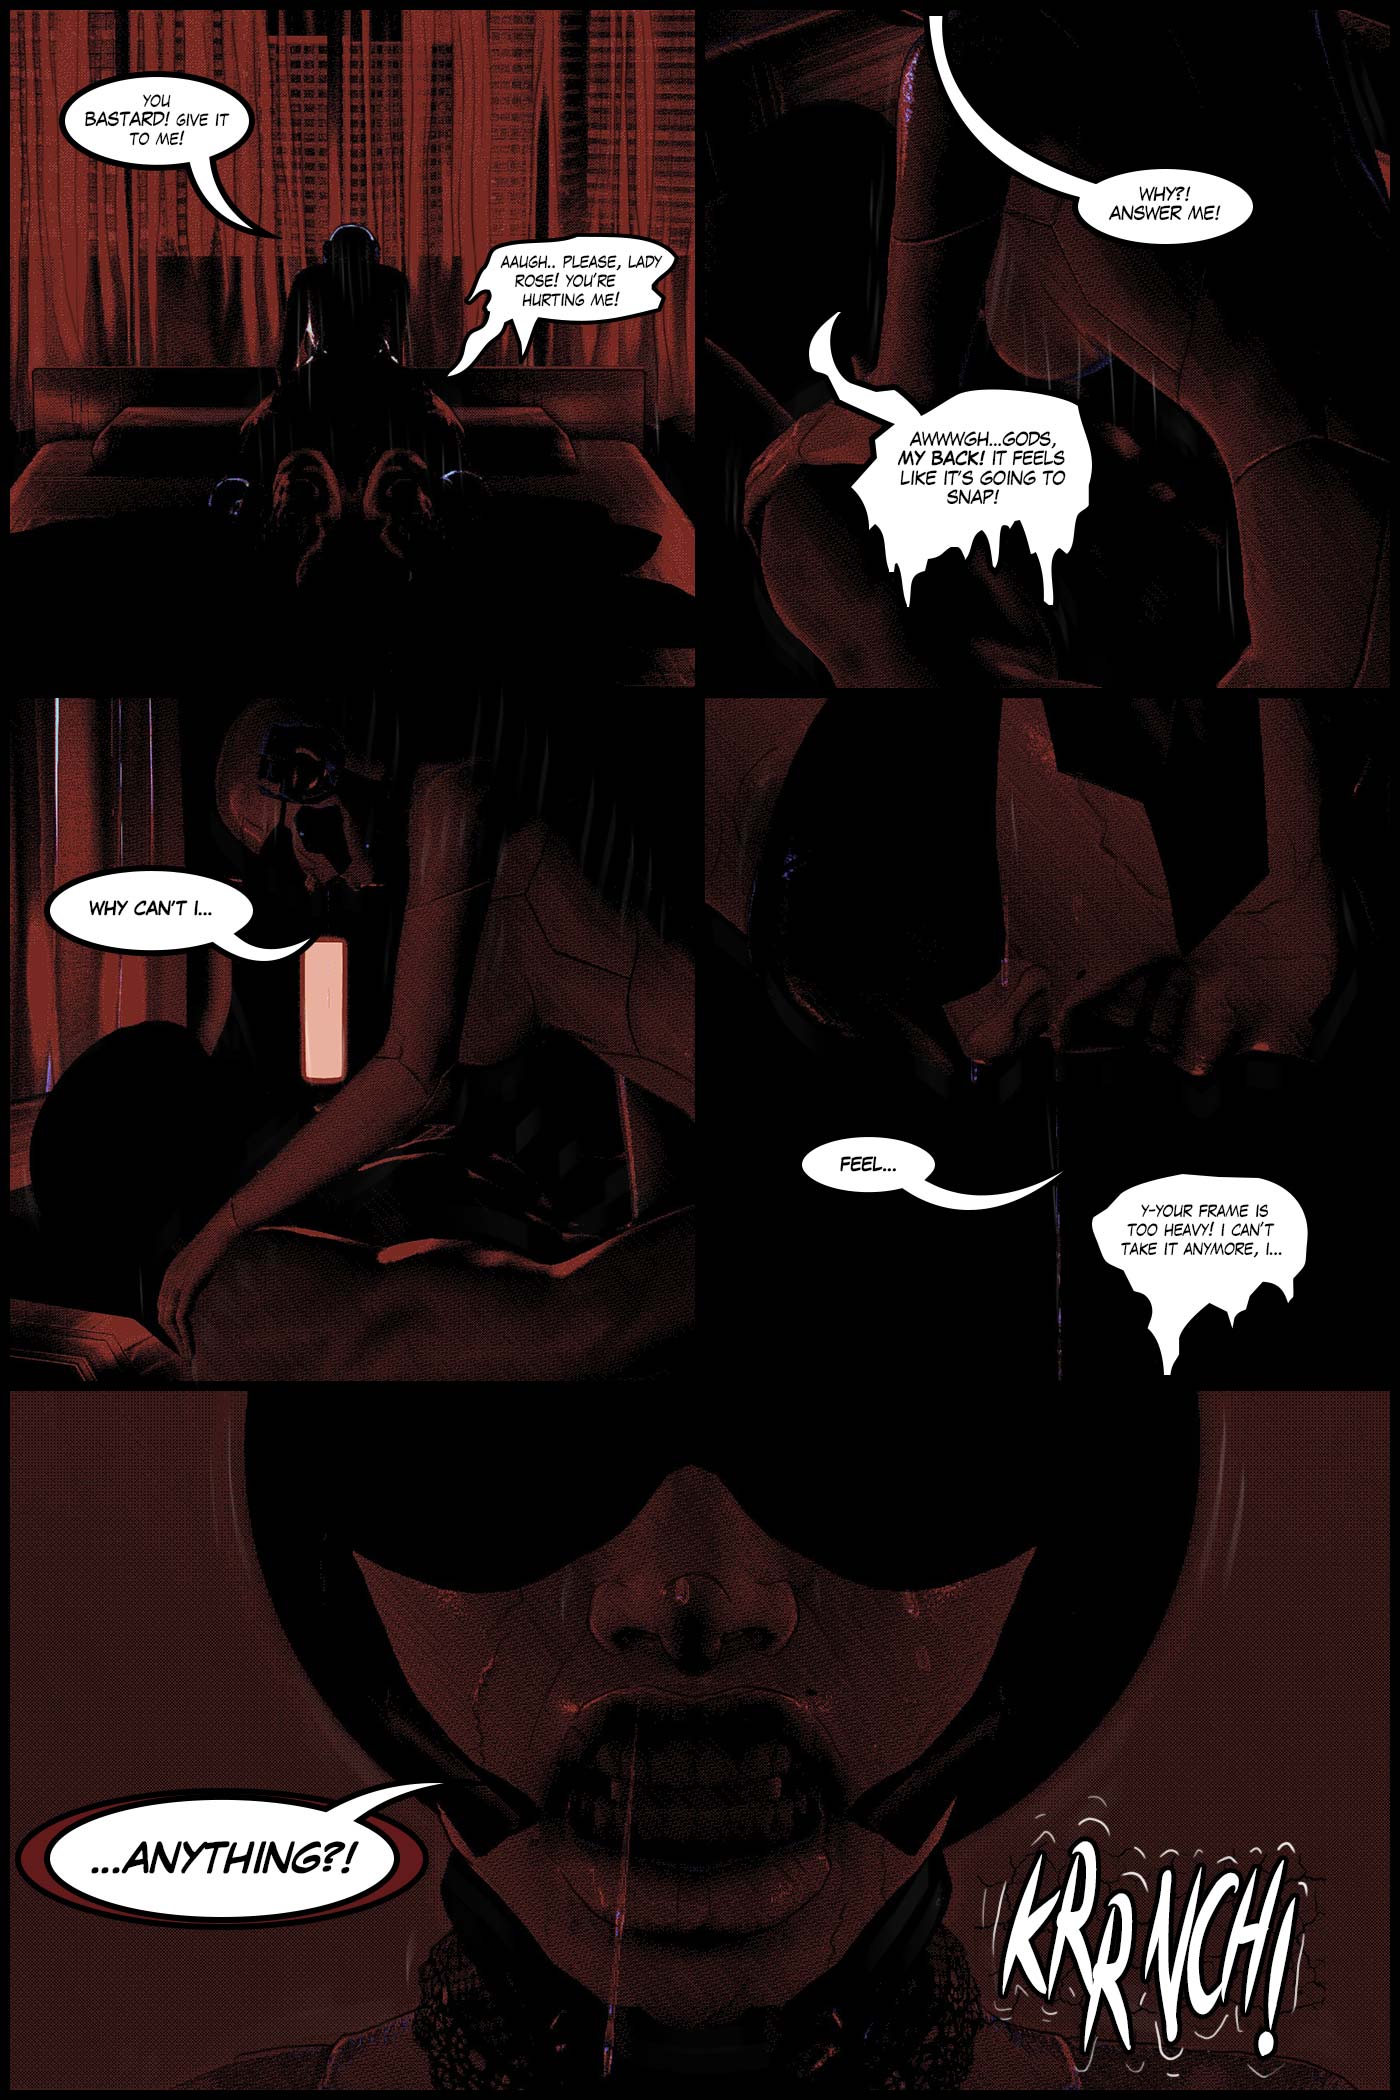 YOU
BASTARD! GIVE IT
TO ME!
AAUGH.. PLEASE, LADY
ROSE! YOU'RE
HURTING ME!
WHY?!
ANSWER ME!
AWWWGH...GODS,
MY BACK! IT FEELS
LIKE IT'S GOING TO
SNAP!
WHY CAN'T I...
FEEL...
Y-YOUR FRAME IS
TOO HEAVY! I CAN'T
TAKE IT ANYMORE, I...
...ANYTHING?!
KRRNCH!